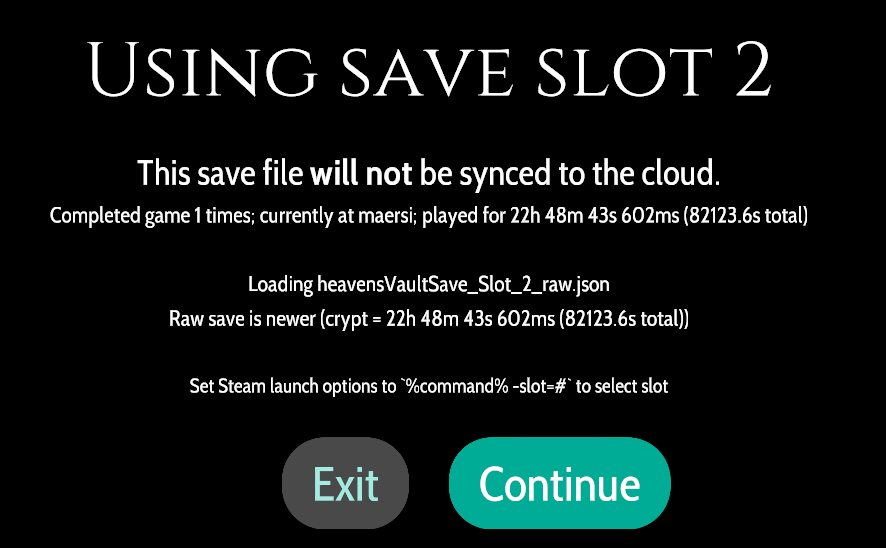 Using save slot 2
This save file will not be synced to the cloud.
Completed game 1 times; currently at maersi; played for 22h 48m 43s 602ms (82123.6s total)
Loading heavensVaultSave_Slot_2_raw.json
Raw save is newer (crypt = 22h 48m 43s 602ms (82123.6s total))
Set Steam launch options to `%command% -slot=#` to select slot
Exit
Continue